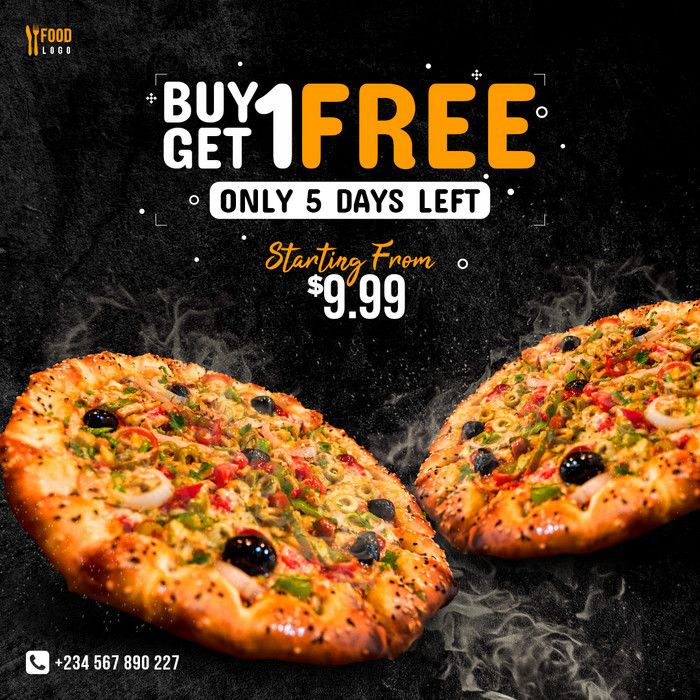 FOOD
LOGO
BUY 1 FREE
GET
ONLY 5 DAYS LEFT
Starting From
$9.99
+234 567 890 227